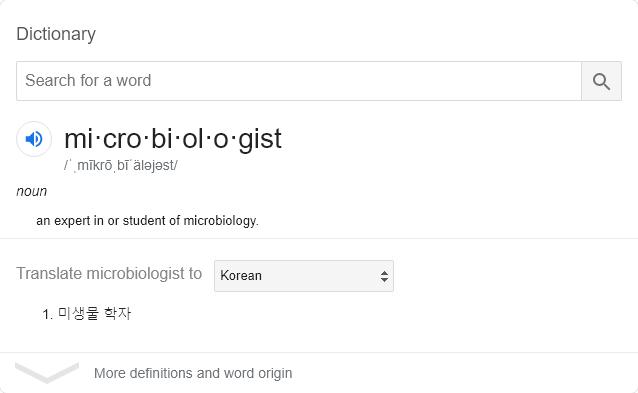 Dictionary
Search for a word
mi·cro·bi·ol·o·gist
/ˈˌmīkrōˌbīˈäləjəst/
noun
an expert in or student of microbiology.
Translate microbiologist to Korean
1. 미생물 학자
More definitions and word origin